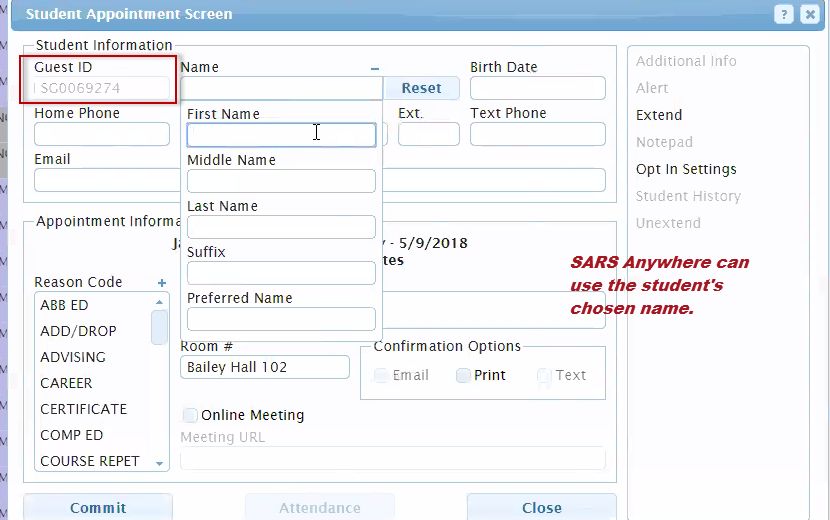 Student Appointment Screen
?
Student Information
Guest ID
SG0069274
Name
Reset
Birth Date
Home Phone
First Name
Ext.
Text Phone
Email
Middle Name
Last Name
Suffix
Preferred Name
Additional Info
Alert
Extend
Notepad
Opt In Settings
Student History
Unextend
Appointment Informa
Ja
y - 5/9/2018
tes
Reason Code
ABB ED
ADD/DROP
ADVISING
CAREER
CERTIFICATE
COMP ED
COURSE REPET
SARS Anywhere can
use the student's
chosen name.
Room #
Bailey Hall 102
Confirmation Options
Email
Print
Text
Online Meeting
Meeting URL
Commit
Attendance
Close